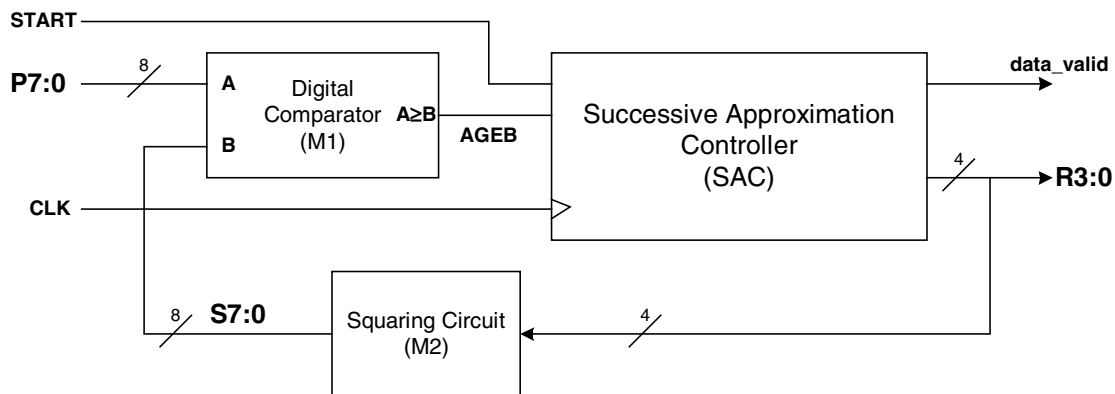 START
data_valid
8
P7:0
A
B
Digital
Comparator
(M1)
A≥B
AGEB
Successive Approximation
Controller
(SAC)
4
R3:0
CLK
8
S7:0
Squaring Circuit
(M2)
4